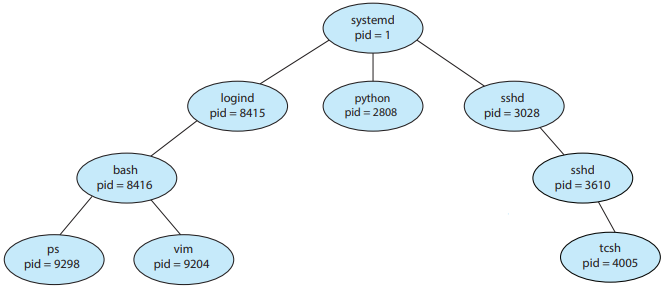 systemd
pid = 1
logind
pid = 8415
python
pid = 2808
sshd
pid = 3028
bash
pid = 8416
sshd
pid = 3610
ps
pid = 9298
vim
pid = 9204
tcsh
pid = 4005